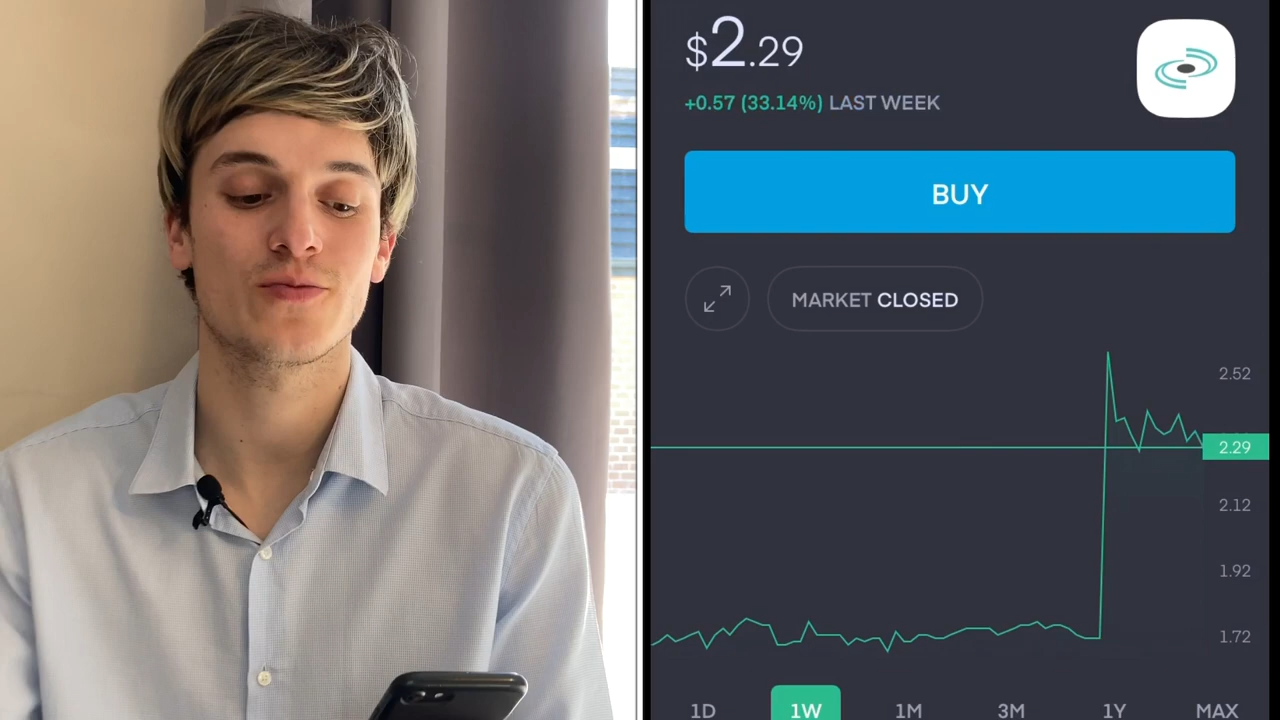 $2.29
+0.57 (33.14%) LAST WEEK
BUY
MARKET CLOSED
2.52
2.29
2.12
1.92
1.72
1D 1W 1M 3M 1Y MAX